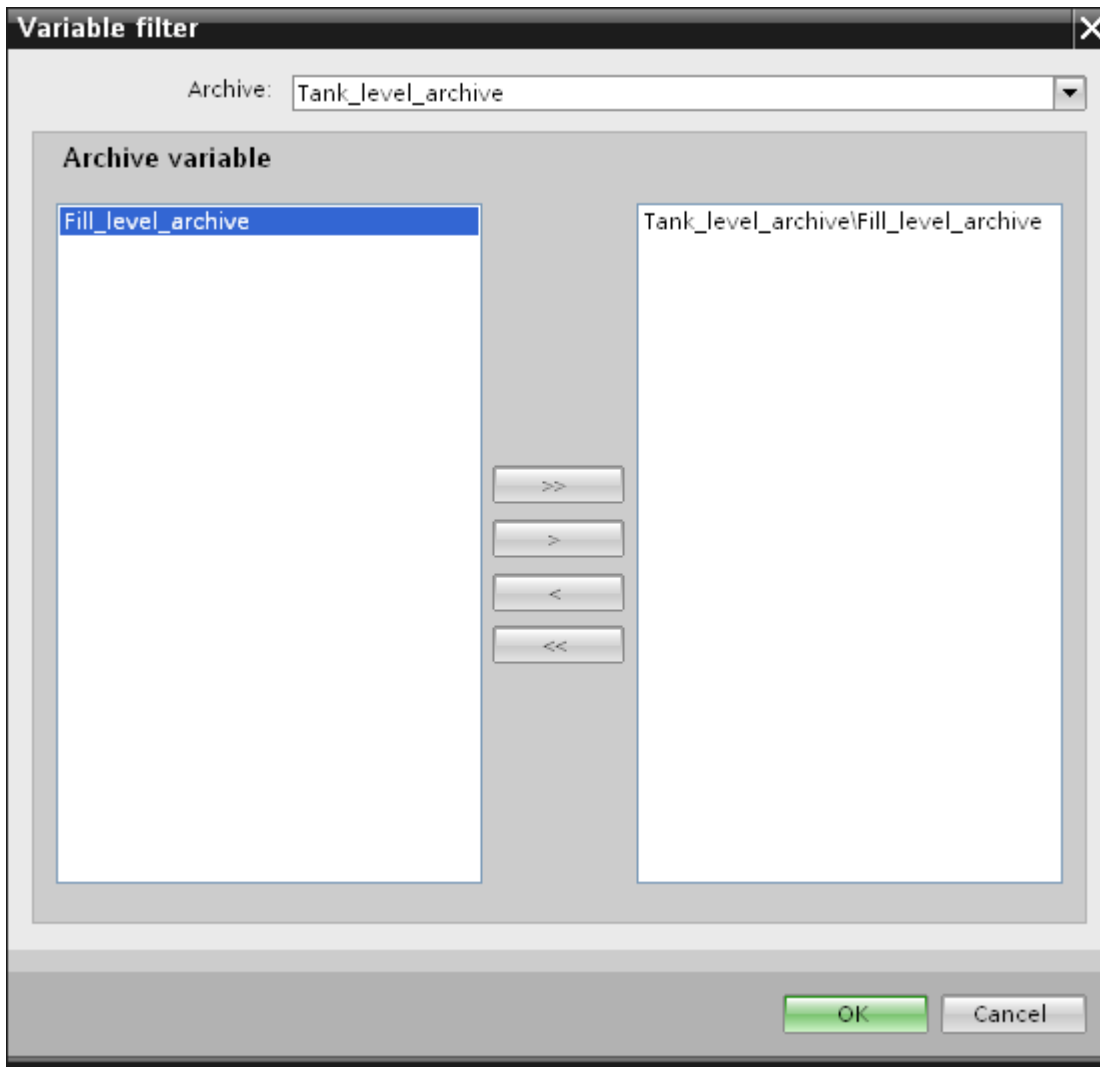 Variable filter
Archive: Tank_level_archive
Archive variable
Fill_level_archive
Tank_level_archive\Fill_level_archive
>>
>
<
<<
OK
Cancel